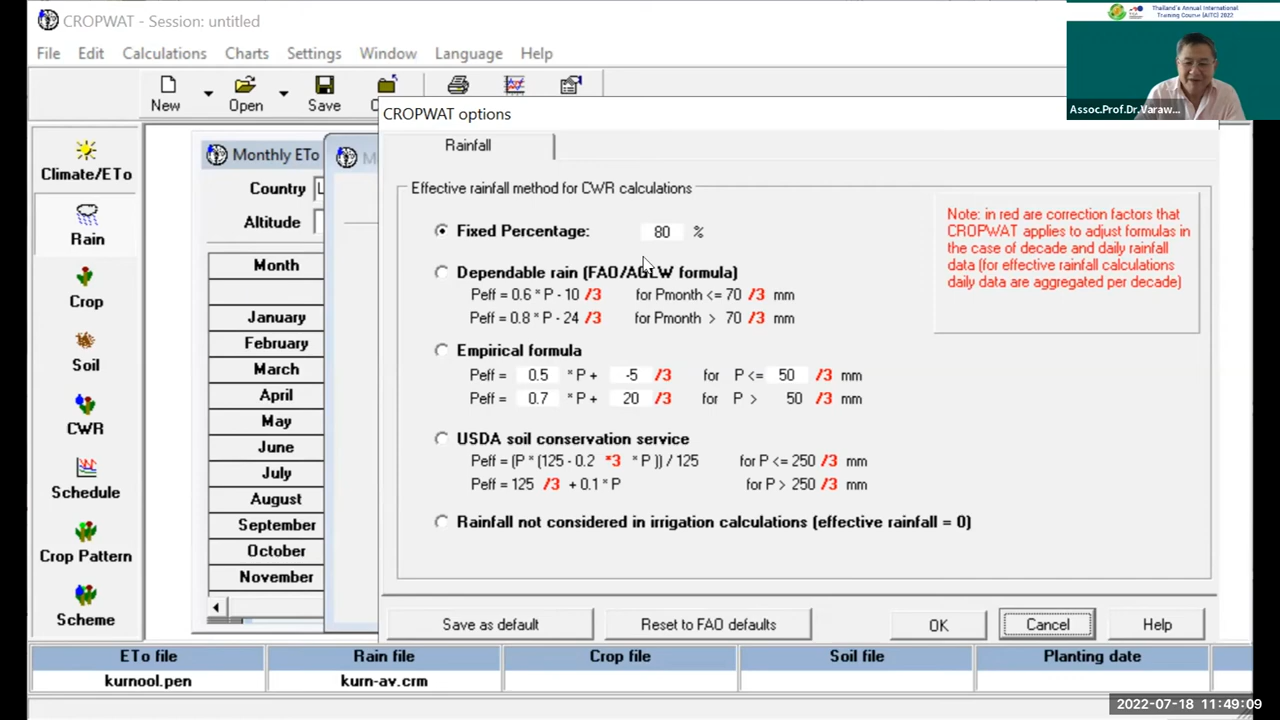 CROPWAT - Session: untitled
Thailand's Annual International
Training Course (AITC) 2022
File Edit Calculations Charts Settings Window Language Help
New Open Save
Assoc.Prof.Dr.Varaw...
CROPWAT options
Rainfall
Climate/ETo
Rain
Crop
Soil
CWR
Schedule
Crop Pattern
Scheme
Monthly ETo
Country
Altitude
Month
January
February
March
April
May
June
July
August
September
October
November
Effective rainfall method for CWR calculations
Fixed Percentage: 80 %
Dependable rain (FAO/AGLW formula)
Peff = 0.6 * P - 10 /3 for Pmonth <= 70 /3 mm
Peff = 0.8 * P - 24 /3 for Pmonth > 70 /3 mm
Empirical formula
Peff = 0.5 * P + -5 /3 for P <= 50 /3 mm
Peff = 0.7 * P + 20 /3 for P > 50 /3 mm
USDA soil conservation service
Peff = (P * (125 - 0.2 *3 * P )) / 125 for P <= 250 /3 mm
Peff = 125 /3 + 0.1 * P for P > 250 /3 mm
Rainfall not considered in irrigation calculations (effective rainfall = 0)
Note: in red are correction factors that
CROPWAT applies to adjust formulas in
the case of decade and daily rainfall
data (for effective rainfall calculations
daily data are aggregated per decade)
Save as default Reset to FAO defaults OK Cancel Help
ETo file Rain file Crop file Soil file Planting date
kurnool.pen kurn-av.crm
2022-07-18 11:49:09